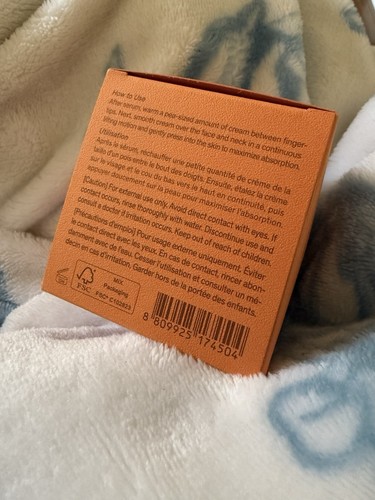 How to Use
After serum, warm a pea-sized amount of cream between finger-
tips. Next, smooth cream over the face and neck in a continuous
lifting motion and gently press into the skin to maximize absorption.
Utilisation
Après le sérum, réchauffer une petite quantité de crème de la
taille d'un pois entre le bout des doigts. Ensuite, étalez la crème
sur le visage et le cou de bas vers le haut en continual, puis
appuyer doucement sur la peau pour maximiser l'absorption.
[Caution] For external use only. Avoid direct contact with eyes. If
contact occurs, rinse thoroughly with water. Discontinue use and
consult a doctor if irritation occurs. Keep out of reach of children.
[Précautions d'emploi] Pour usage externe uniquement. Éviter
le contact direct avec les yeux. En cas de contact, rincer abon-
damment avec de l'eau. Cesser l'utilisation et consulter un mé-
decin en cas d'irritation. Garder hors de la portée des enfants.
FSC
MIX
Packaging
FSC®
8 809925 174504